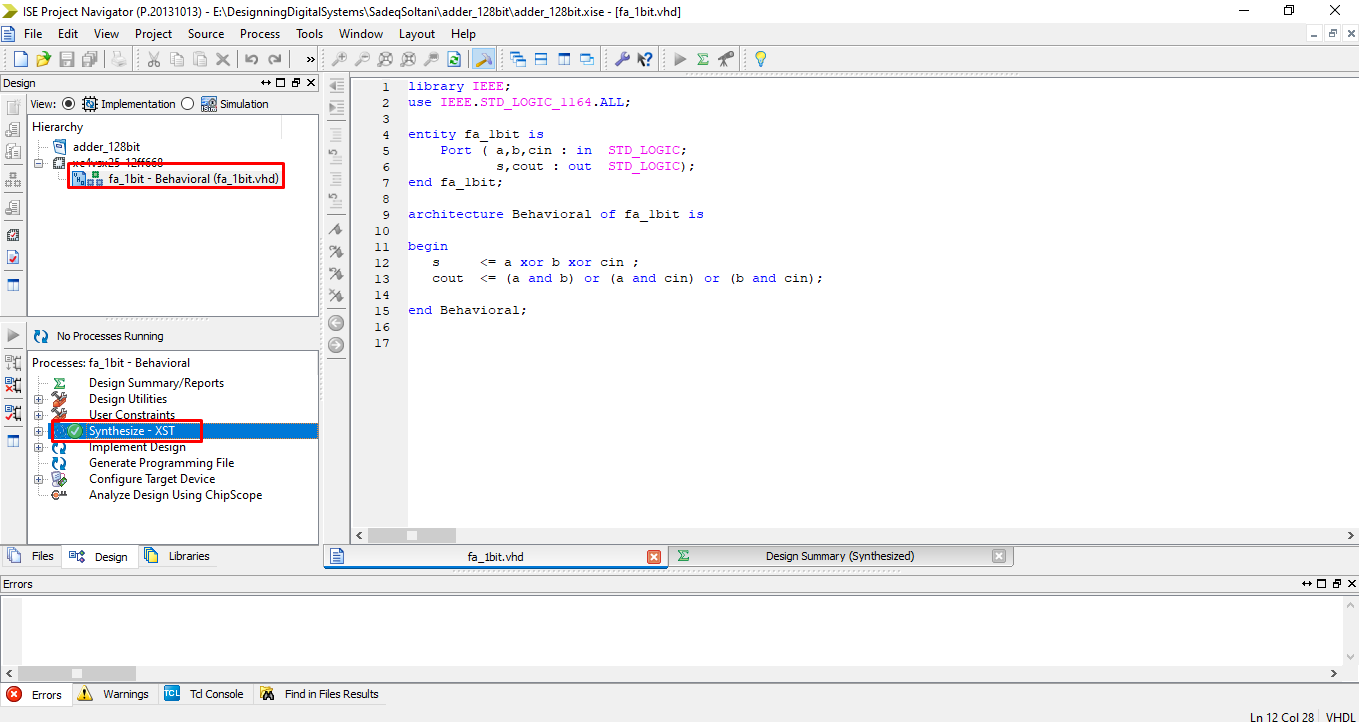 ISE Project Navigator (P.20131013) - E:\DesignningDigitalSystems\SadeqSoltani\adder_128bit\adder_128bit.xise - [fa_1bit.vhd]
File Edit View Project Source Process Tools Window Layout Help
»
Design
View: Implementation Simulation
Hierarchy
adder_128bit
xc4vsx25-12ff668
fa_1bit - Behavioral (fa_1bit.vhd)
No Processes Running
Processes: fa_1bit - Behavioral
Design Summary/Reports
Design Utilities
User Constraints
Synthesize - XST
Implement Design
Generate Programming File
Configure Target Device
Analyze Design Using ChipScope
Files Design Libraries
1 library IEEE;
2 use IEEE.STD_LOGIC_1164.ALL;
3
4 entity fa_1bit is
5 Port ( a,b,cin : in STD_LOGIC;
6 s,cout : out STD_LOGIC);
7 end fa_1bit;
8
9 architecture Behavioral of fa_1bit is
10
11 begin
12 s <= a xor b xor cin ;
13 cout <= (a and b) or (a and cin) or (b and cin);
14
15 end Behavioral;
16
17
fa_1bit.vhd Design Summary (Synthesized)
Errors
Errors Warnings Tcl Console Find in Files Results
Ln 12 Col 28 VHDL